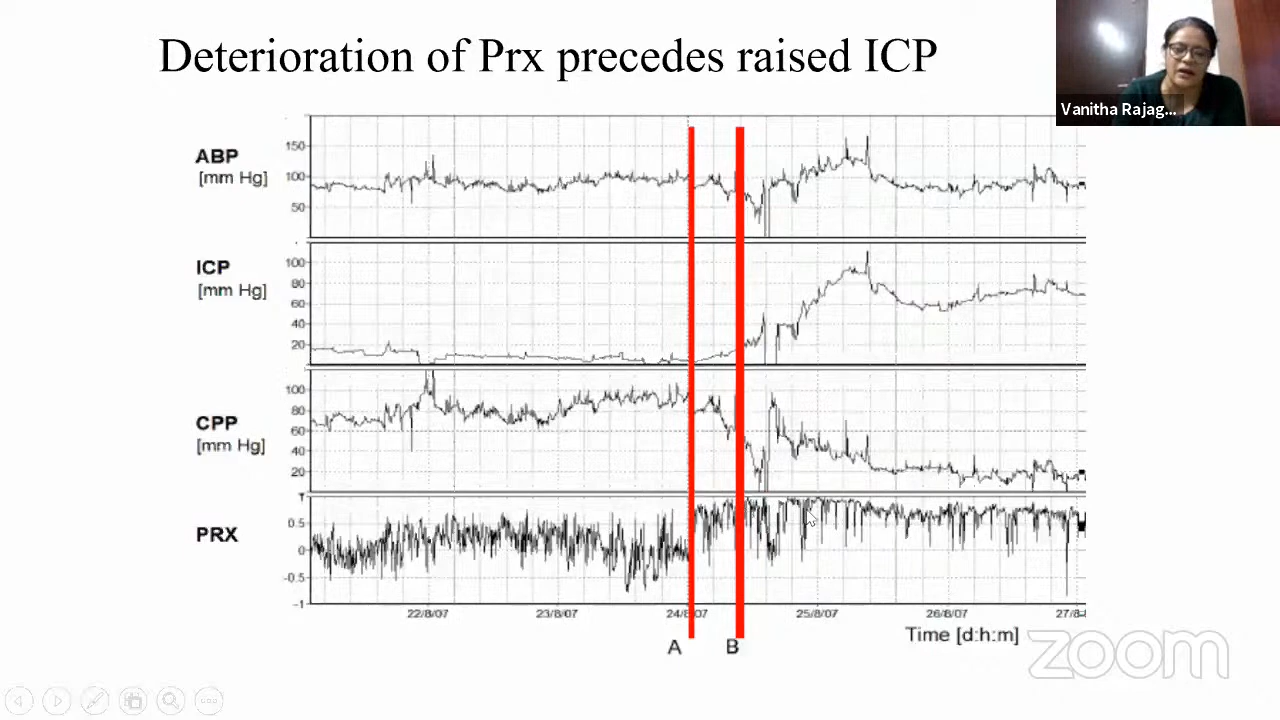 Deterioration of Prx precedes raised ICP
Vanitha Rajag...
ABP
[mm Hg]
150
100
50
ICP
[mm Hg]
100
80
60
40
20
CPP
[mm Hg]
100
80
60
40
20
PRX
0.5
0
-0.5
-1
22/8/07
23/8/07
24/8/07
25/8/07
26/8/07
27/8
Time [d:h:m]
A
B
zoom